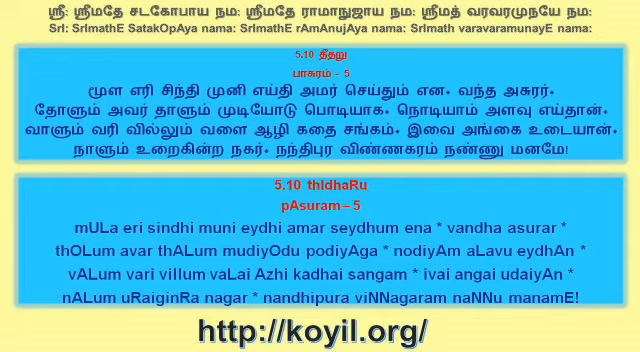 ஸ்ரீ: ஸ்ரீமதே சடகோபாய நம: ஸ்ரீமதே ராமாநுஜாய நம: ஸ்ரீமத் வரவரமுநயே நம:
SrI: SrImathE SatakOpAya nama: SrImathE rAmAnujAya nama: SrImath varavaramunayE nama:
5.10 தீதறு
பாசுரம் - 5
மூள எரி சிந்தி முனி எய்தி அமர் செய்தும் என* வந்த அசுரர்*
தோளும் அவர் தாளும் முடியோடு பொடியாக* நொடியாம் அளவு எய்தான்*
வாளும் வரி வில்லும் வளை ஆழி கதை சங்கம்* இவை அங்கை உடையான்*
நாளும் உறைகின்ற நகர்* நந்திபுர விண்ணகரம் நண்ணு மனமே!
5.10 thIdhaRu
pAsuram – 5
mULa eri sindhi muni eydhi amar seydhum ena * vandha asurar *
thOLum avar thALum mudiyOdu podiyAga * nodiyAm aLavu eydhAn *
vALum vari villum vaLai Azhi kadhai sangam * ivai angai udaiyAn *
nALum uRaiginRa nagar * nandhipura viNNagaram naNNu manamE!
http://koyil.org/